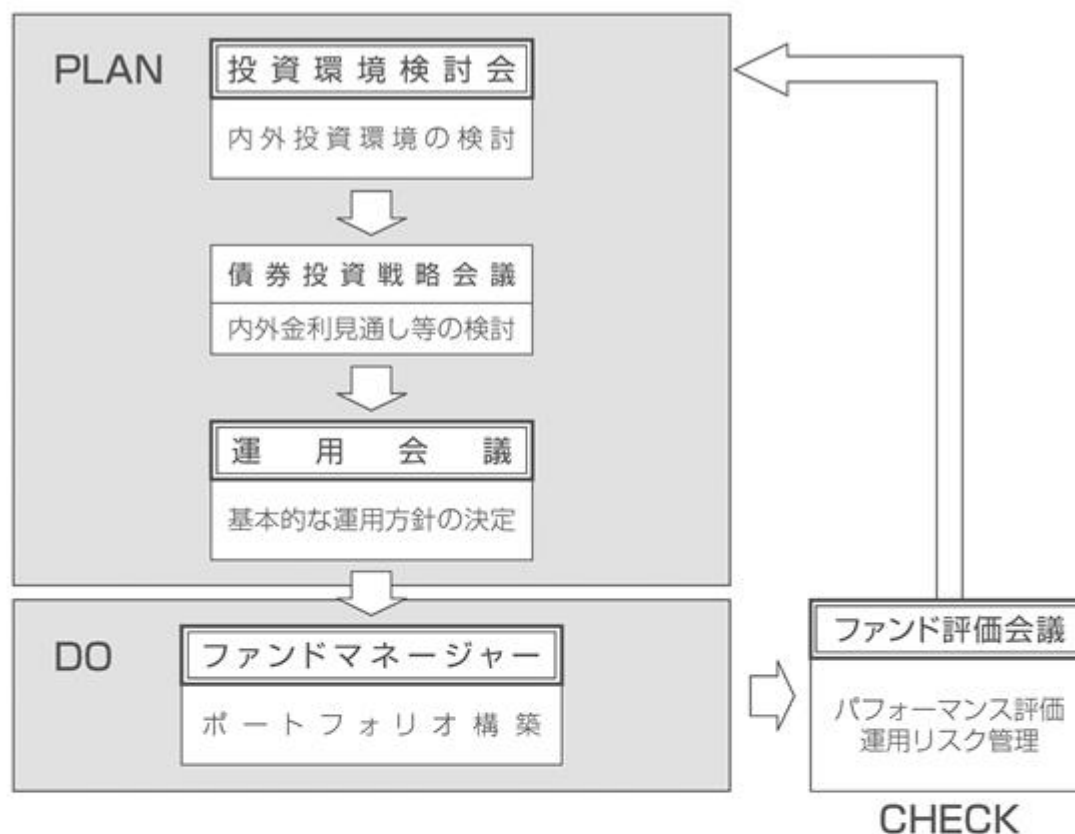 PLAN
投資環境検討会
内外投資環境の検討
債券投資戦略会議
内外金利見通し等の検討
運用会議
基本的な運用方針の決定
DO
ファンドマネージャー
ポートフォリオ構築
ファンド評価会議
パフォーマンス評価
運用リスク管理
CHECK